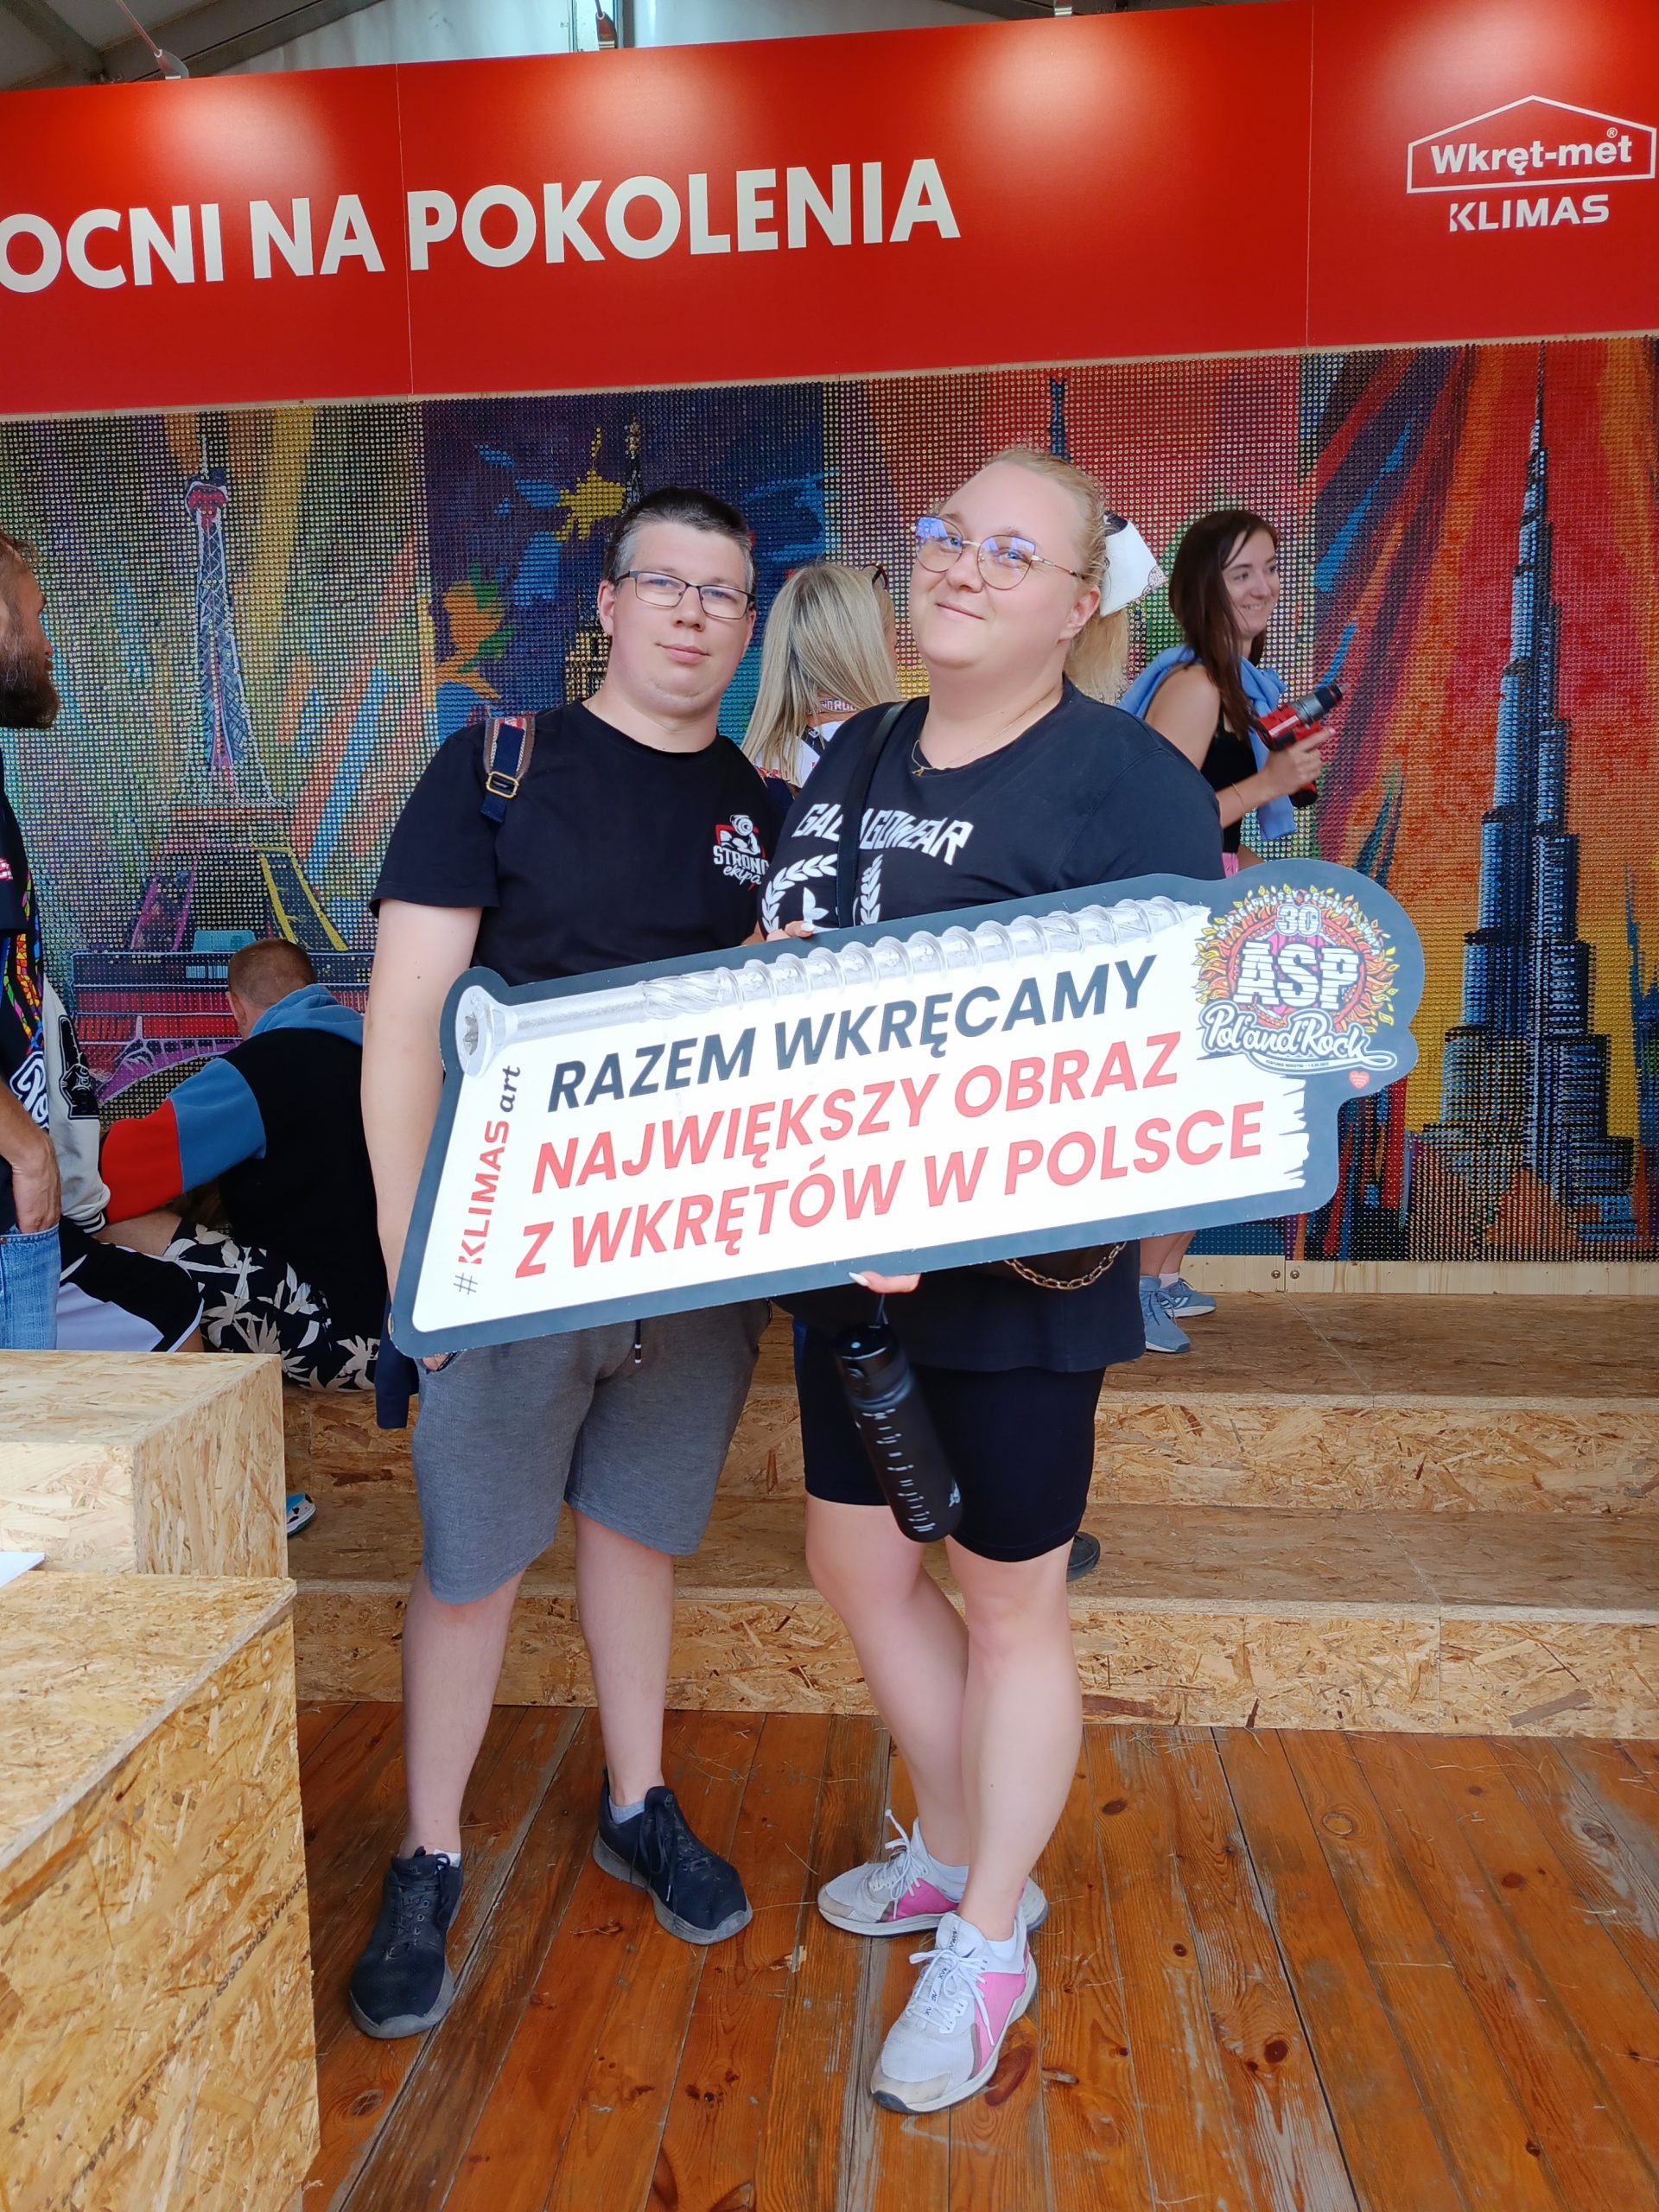 OCNI NA POKOLENIA
Wkręt-met®
KLIMAS
STRONG
ekipa
GALAGOWEAR
RAZEM WKRĘCAMY
NAJWIĘKSZY OBRAZ
Z WKRĘTÓW W POLSCE
#KLIMAS art
30
ASP
Pol'and'Rock